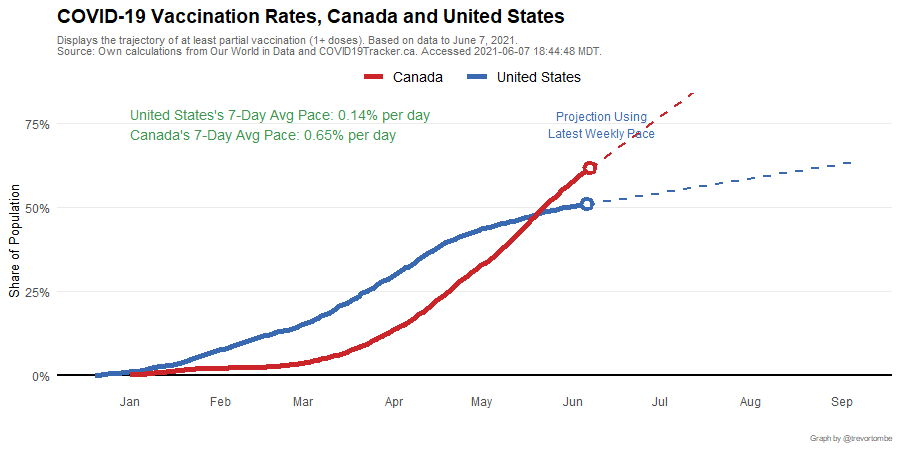 COVID-19 Vaccination Rates, Canada and United States
Displays the trajectory of at least partial vaccination (1+ doses). Based on data to June 7, 2021.
Source: Own calculations from Our World in Data and COVID19Tracker.ca. Accessed 2021-06-07 18:44:48 MDT.
Canada United States
United States's 7-Day Avg Pace: 0.14% per day
Canada's 7-Day Avg Pace: 0.65% per day
Projection Using
Latest Weekly Pace
Share of Population
75%
50%
25%
0%
Jan Feb Mar Apr May Jun Jul Aug Sep
Graph by @trevortombe